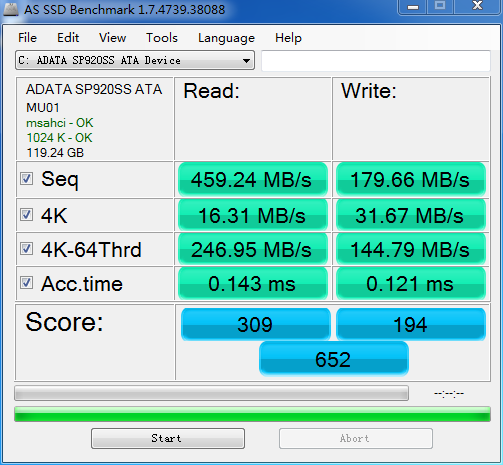 AS SSD Benchmark 1.7.4739.38088
File Edit View Tools Language Help
C: ADATA SP920SS ATA Device
ADATA SP920SS ATA
MU01
msahci - OK
1024 K - OK
119.24 GB
Read: Write:
Seq 459.24 MB/s 179.66 MB/s
4K 16.31 MB/s 31.67 MB/s
4K-64Thrd 246.95 MB/s 144.79 MB/s
Acc.time 0.143 ms 0.121 ms
Score: 309 194
652
--:--:--
Start Abort